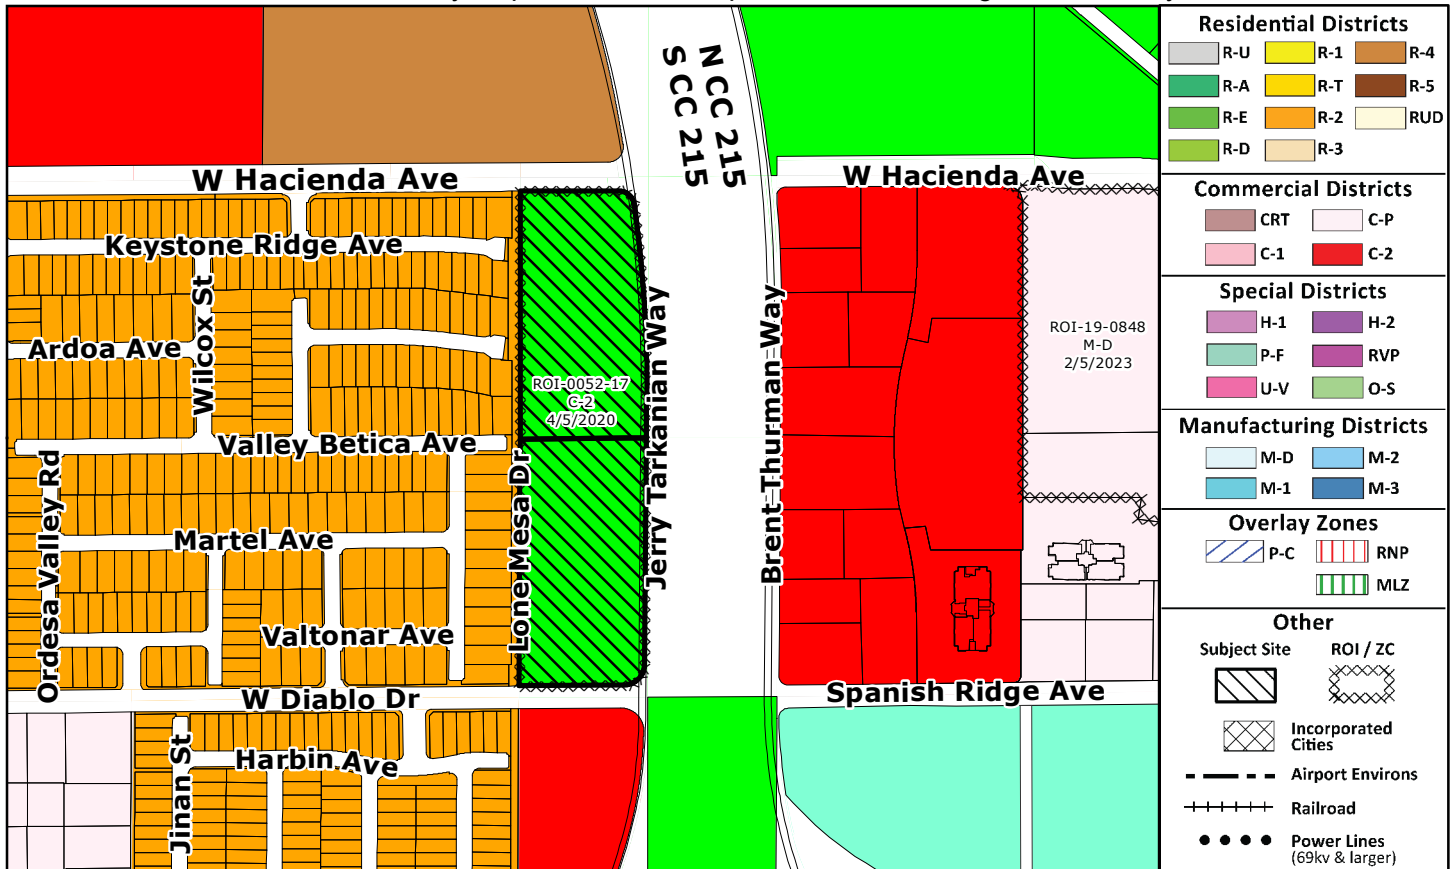 N CC 215
S CC 215
W Hacienda Ave
W Hacienda Ave
Keystone Ridge Ave
Wilcox St
Ardoa Ave
ROI-0052-17
C-2
4/5/2020
ROI-19-0848
M-D
2/5/2023
Valley Betica Ave
Ordesa Valley Rd
Lone Mesa Dr
Jerry Tarkanian Way
Brent Thurman Way
Martel Ave
Valtonar Ave
W Diablo Dr
Spanish Ridge Ave
Jinan St
Harbin Ave
Residential Districts
R-U R-1 R-4
R-A R-T R-5
R-E R-2 RUD
R-D R-3
Commercial Districts
CRT C-P
C-1 C-2
Special Districts
H-1 H-2
P-F RVP
U-V O-S
Manufacturing Districts
M-D M-2
M-1 M-3
Overlay Zones
P-C RNP
MLZ
Other
Subject Site ROI / ZC
Incorporated
Cities
Airport Environs
Railroad
Power Lines
(69kv & larger)